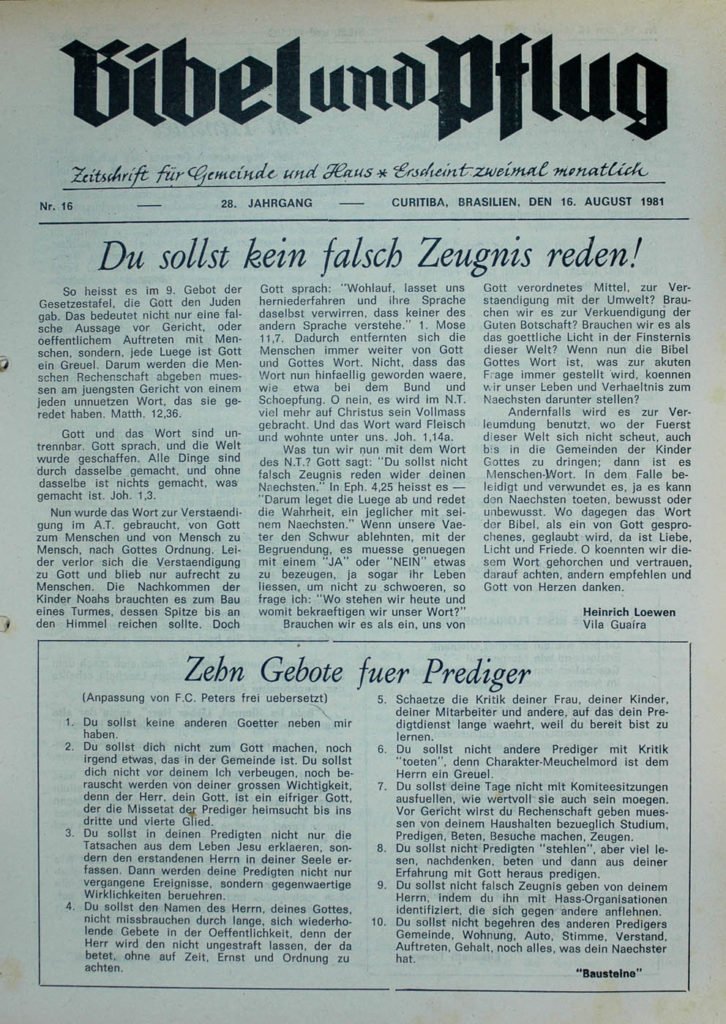 Bibel und Pflug
Zeitschrift für Gemeinde und Haus * Erscheint zweimal monatlich
Nr. 16 — 28. JAHRGANG — CURITIBA, BRASILIEN, DEN 16. AUGUST 1981
Du sollst kein falsch Zeugnis reden!
So heisst es im 9. Gebot der
Gesetzestafel, die Gott den Juden
gab. Das bedeutet nicht nur eine fal-
sche Aussage vor Gericht, oder
oeffentlichem Auftreten mit Men-
schen, sondern, jede Luege ist Gott
ein Greuel. Darum werden die Men-
schen Rechenschaft abgeben mues-
sen am juengsten Gericht von einem
jeden unnuetzen Wort, das sie ge-
redet haben. Matth. 12,36.
Gott und das Wort sind un-
trennbar. Gott sprach, und die Welt
wurde geschaffen. Alle Dinge sind
durch dasselbe gemacht, und ohne
dasselbe ist nichts gemacht, was
gemacht ist. Joh. 1,3.
Nun wurde das Wort zur Verstaendi-
gung im A.T. gebraucht, von Gott
zum Menschen und von Mensch zu
Mensch, nach Gottes Ordnung. Lei-
der verlor sich die Verstaendigung
zu Gott und blieb nur aufrecht zu
Menschen. Die Nachkommen der
Kinder Noahs brauchten es zum Bau
eines Turmes, dessen Spitze bis an
den Himmel reichen sollte. Doch
Gott sprach: "Wohlauf, lasset uns
herniederfahren und ihre Sprache
daselbst verwirren, dass keiner des
andern Sprache verstehe." 1. Mose
11,7. Dadurch entfernten sich die
Menschen immer weiter von Gott
und Gottes Wort. Nicht, dass das
Wort nun hinfaellig geworden waere,
wie etwa beim dem Bund und
Schoepfung. O nein, es wird im N.T.
viel mehr auf Christus sein Vollmass
gebracht. Und das Wort ward Fleisch
und wohnte unter uns. Joh. 1,14a.
Was tun wir nun mit dem Wort
des N.T.? Gott sagt: "Du sollst nicht
falsch Zeugnis reden wider deinen
Naechsten." In Eph. 4,25 heisst es —
"Darum leget die Luege ab und redet
die Wahrheit, ein jeglicher mit sei-
nem Naechsten." Wenn unsere Vae-
ter den Schwur ablehnten, mit der
Begruendung, es muesse genuegen
mit einem "JA" oder "NEIN" etwas
zu bezeugen, ja sogar ihr Leben
liessen, um nicht zu schwoeren, so
frage ich: "Wo stehen wir heute und
womit bekraeftigen wir unser Wort?"
Brauchen wir es als ein, uns von
Gott verordnetes Mittel, zur Ver-
staendigung mit der Umwelt? Brau-
chen wir es zur Verkuendigung der
Guten Botschaft? Brauchen wir es als
das goettliche Licht in der Finsternis
dieser Welt? Wenn nun die Bibel
Gottes Wort ist, was zur akuten
Frage immer gestellt wird, koennen
wir unser Leben und Verhaeltnis zum
Naechsten darunter stellen?
Andernfalls wird es zur Ver-
leumdung benutzt, wo der Fuerst
dieser Welt sich nicht scheut, auch
bis in die Gemeinden der Kinder
Gottes zu dringen; dann ist es
Menschen-Wort. In dem Falle be-
leidigt und verwundet es, ja es kann
den Naechsten toeten, bewusst oder
unbewusst. Wo dagegen das Wort
der Bibel, als ein von Gott gespro-
chenes, geglaubt wird, da ist Liebe,
Licht und Friede. O koennten wir die-
sem Wort gehorchen und vertrauen,
darauf achten, andern empfehlen und
Gott von Herzen danken.
Heinrich Loewen
Vila Guaíra
Zehn Gebote fuer Prediger
(Anpassung von F.C. Peters frei uebersetzt)
1. Du sollst keine anderen Goetter neben mir
haben.
2. Du sollst dich nicht zum Gott machen, noch
irgend etwas, das in der Gemeinde ist. Du sollst
dich nicht vor deinem Ich verbeugen, noch be-
rauscht werden von deiner grossen Wichtigkeit,
denn der Herr, dein Gott, ist ein eifriger Gott,
der die Missetat der Prediger heimsucht bis ins
dritte und vierte Glied.
3. Du sollst in deinen Predigten nicht nur die
Tatsachen aus dem Leben Jesu erklaeren, son-
dern den erstandenen Herrn in deiner Seele er-
fassen. Dann werden deine Predigten nicht nur
vergangene Ereignisse, sondern gegenwaertige
Wirklichkeiten beruehren.
4. Du sollst den Namen des Herrn, deines Gottes,
nicht missbrauchen durch lange, sich wiederho-
lende Gebete in der Oeffentlichkeit, denn der
Herr wird den nicht ungestraft lassen, der da
betet, ohne auf Zeit, Ernst und Ordnung zu
achten.
5. Schaetze die Kritik deiner Frau, deiner Kinder,
deiner Mitarbeiter und andere, auf das dein Pre-
digtdienst lange waehrt, weil du bereit bist zu
lernen.
6. Du sollst nicht andere Prediger mit Kritik
"toeten", denn Charakter-Meuchelmord ist dem
Herrn ein Greuel.
7. Du sollst deine Tage nicht mit Komiteesitzungen
ausfuellen, wie wertvoll sie auch sein moegen.
Vor Gericht wirst du Rechenschaft geben mues-
sen von deinem Haushalten bezueglich Studium,
Predigen, Beten, Besuche machen, Zeugen.
8. Du sollst nicht Predigten "stehlen", aber viel le-
sen, nachdenken, beten und dann aus deiner
Erfahrung mit Gott heraus predigen.
9. Du sollst nicht falsch Zeugnis geben von deinem
Herrn, indem du ihn mit Hass-Organisationen
identifiziert, die sich gegen andere anflehnen.
10. Du sollst nicht begehren des anderen Predigers
Gemeinde, Wohnung, Auto, Stimme, Verstand,
Auftreten, Gehalt, noch alles, was dein Naechster
hat.
"Bausteine"